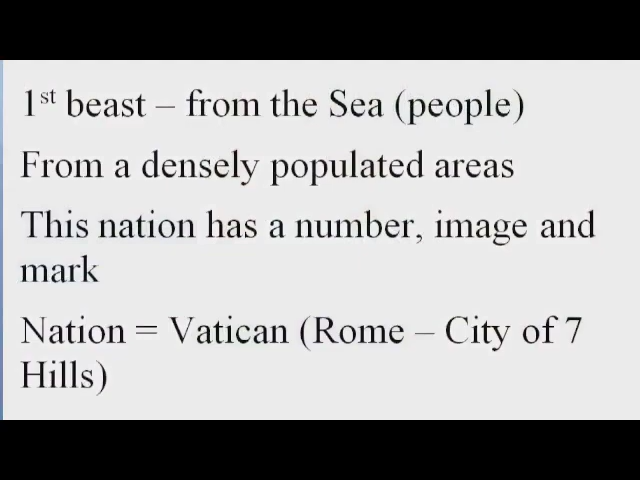 1st beast – from the Sea (people)
From a densely populated areas
This nation has a number, image and
mark
Nation = Vatican (Rome – City of 7
Hills)